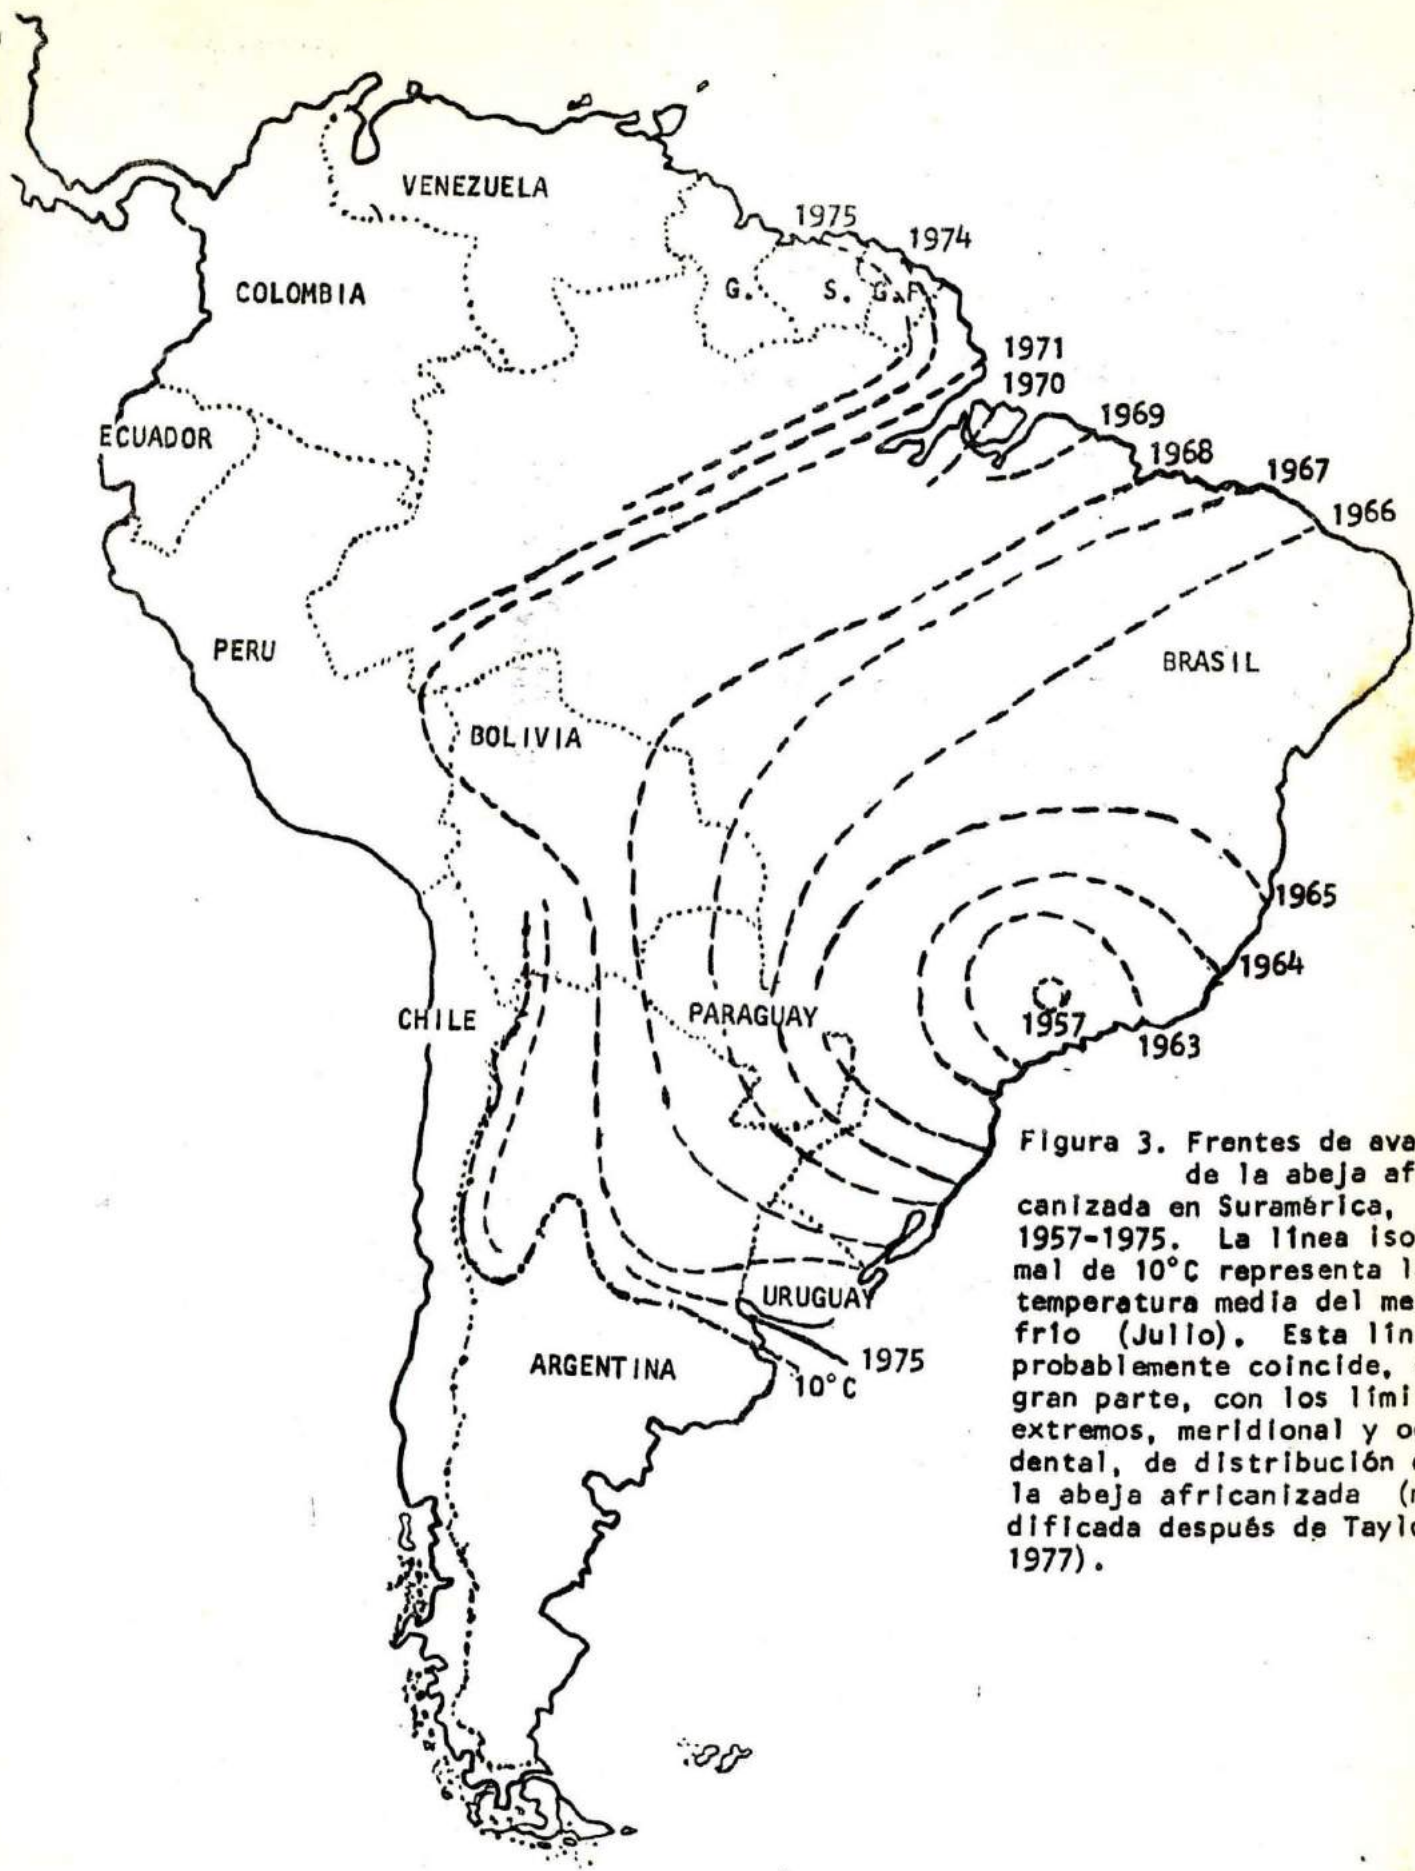 VENEZUELA
1975
1974
COLOMBIA
G.
S.
1971
1970
1969
ECUADOR
1968
1967
1966
PERU
BRASIL
BOLIVIA
1965
1964
CHILE
PARAGUAY
1957
1963
Figura 3. Frentes de ava
de la abeja af
canizada en Suramérica,
1957-1975. La línea iso
mal de 10°C representa l
temperatura media del me
frío (Julio). Esta lín
probablemente coincide,
gran parte, con los lími
extremos, meridional y o
dental, de distribución
la abeja africanizada (
dificada después de Taylo
1977).
URUGUAY
1975
ARGENTINA
10°C